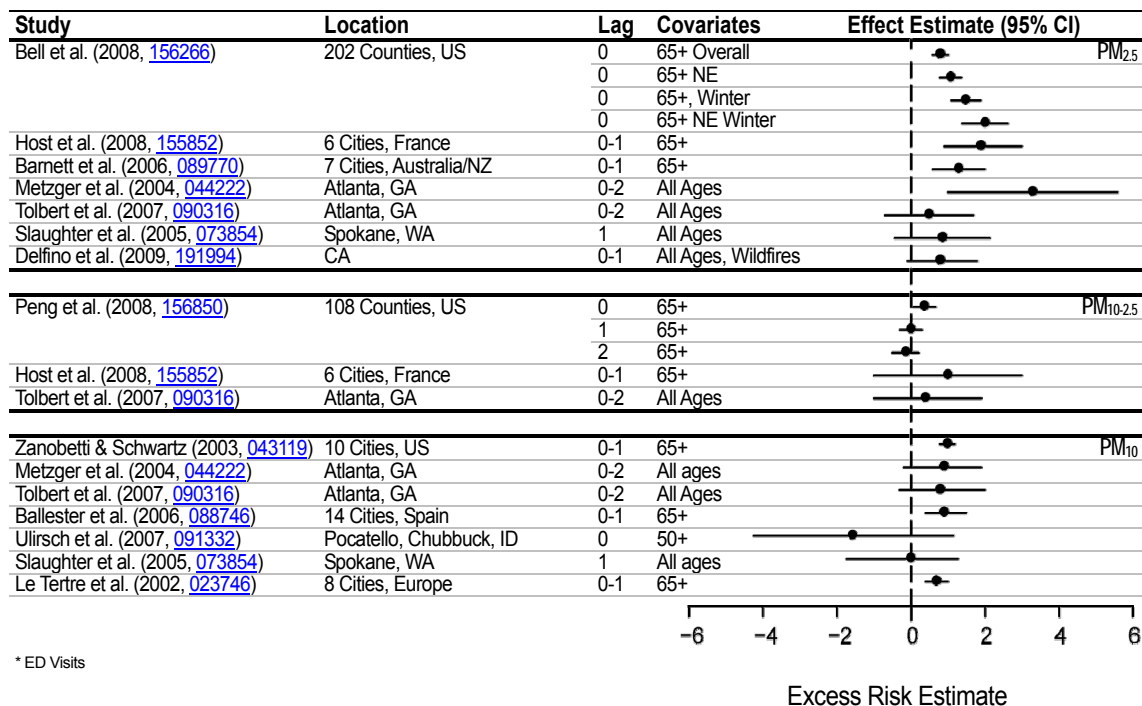 Study Location Lag Covariates Effect Estimate (95% CI)
Bell et al. (2008, 156266) 202 Counties, US 0 65+ Overall PM2.5
0 65+ NE
0 65+, Winter
0 65+ NE Winter
Host et al. (2008, 155852) 6 Cities, France 0-1 65+
Barnett et al. (2006, 089770) 7 Cities, Australia/NZ 0-1 65+
Metzger et al. (2004, 044222) Atlanta, GA 0-2 All Ages
Tolbert et al. (2007, 090316) Atlanta, GA 0-2 All Ages
Slaughter et al. (2005, 073854) Spokane, WA 1 All Ages
Delfino et al. (2009, 191994) CA 0-1 All Ages, Wildfires
Peng et al. (2008, 156850) 108 Counties, US 0 65+ PM10-2.5
1 65+
2 65+
Host et al. (2008, 155852) 6 Cities, France 0-1 65+
Tolbert et al. (2007, 090316) Atlanta, GA 0-2 All Ages
Zanobetti & Schwartz (2003, 043119) 10 Cities, US 0-1 65+ PM10
Metzger et al. (2004, 044222) Atlanta, GA 0-2 All ages
Tolbert et al. (2007, 090316) Atlanta, GA 0-2 All Ages
Ballester et al. (2006, 088746) 14 Cities, Spain 0-1 65+
Ulirsch et al. (2007, 091332) Pocatello, Chubbuck, ID 0 50+
Slaughter et al. (2005, 073854) Spokane, WA 1 All ages
Le Tertre et al. (2002, 023746) 8 Cities, Europe 0-1 65+
−6 −4 −2 0 2 4 6
* ED Visits
Excess Risk Estimate